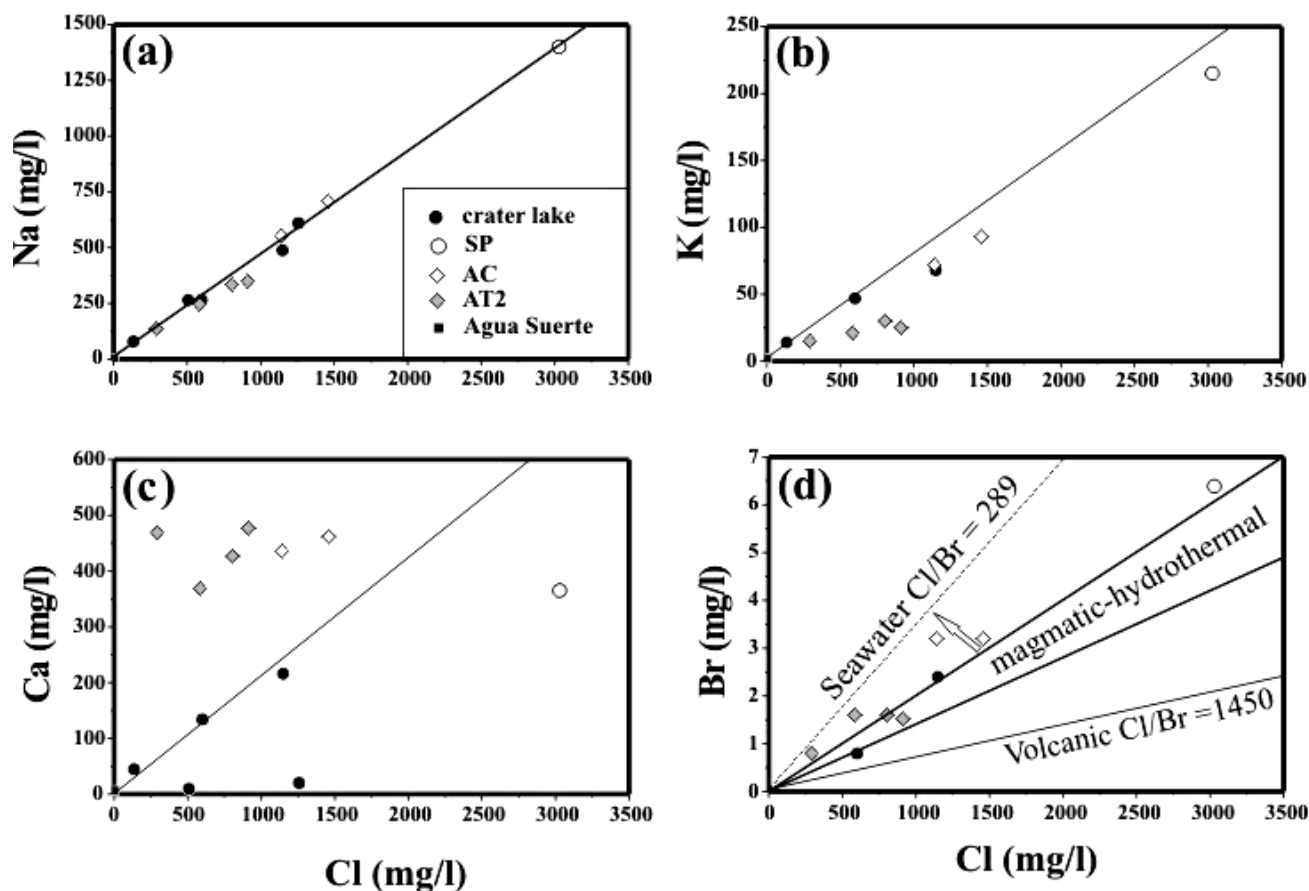 (a)
1500
1250
1000
750
500
250
0
Na (mg/l)
crater lake
SP
AC
AT2
Agua Suerte
0 500 1000 1500 2000 2500 3000 3500
(b)
250
200
150
100
50
0
K (mg/l)
0 500 1000 1500 2000 2500 3000 3500
(c)
600
500
400
300
200
100
0
Ca (mg/l)
0 500 1000 1500 2000 2500 3000 3500
Cl (mg/l)
(d)
7
6
5
4
3
2
1
0
Br (mg/l)
Seawater Cl/Br = 289
magmatic-hydrothermal
Volcanic Cl/Br =1450
0 500 1000 1500 2000 2500 3000 3500
Cl (mg/l)